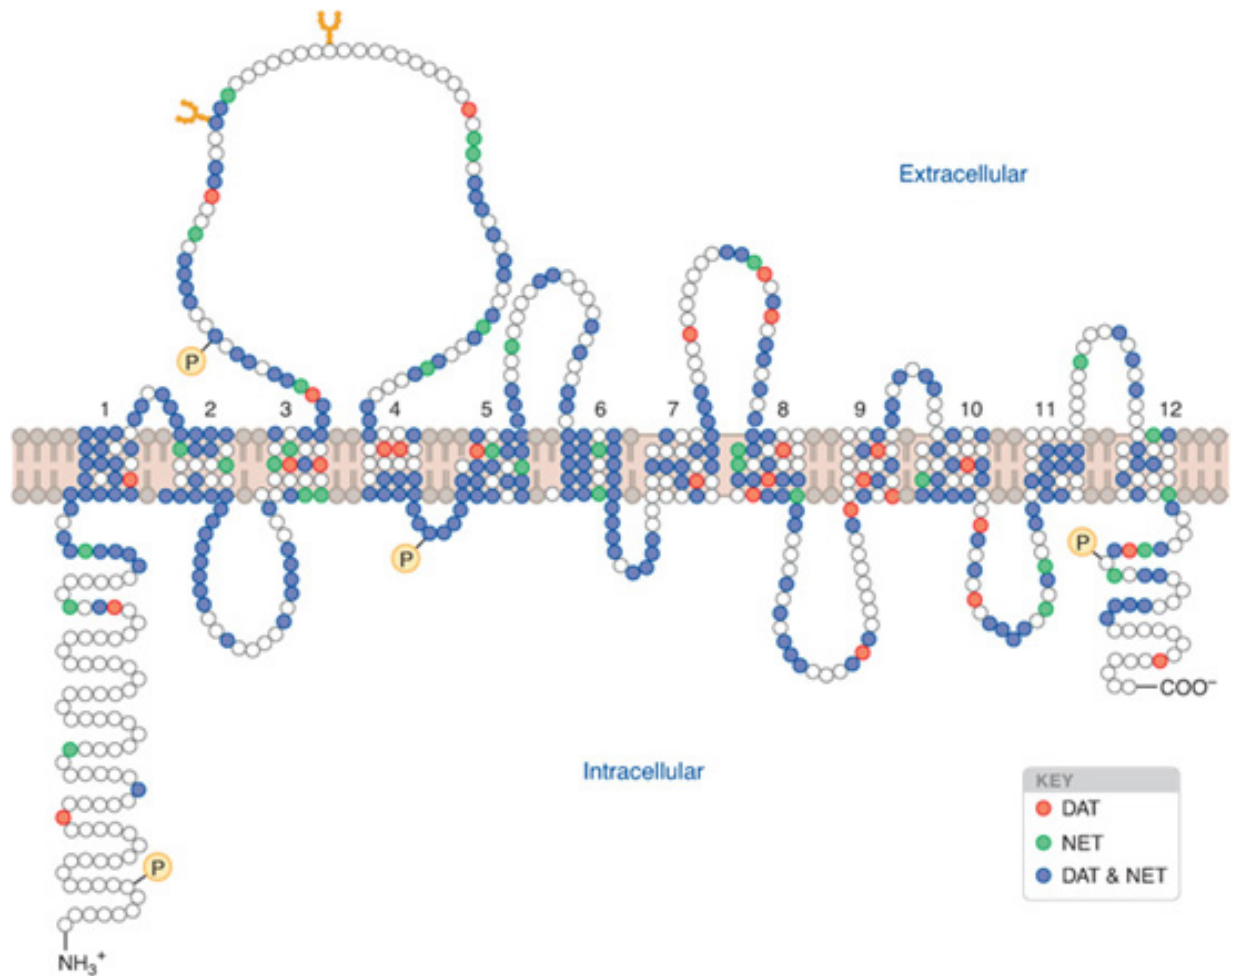 Extracellular
P
1
2
3
4
5
6
7
8
9
10
11
12
P
P
COO⁻
Intracellular
KEY
DAT
NET
DAT & NET
P
NH₃⁺